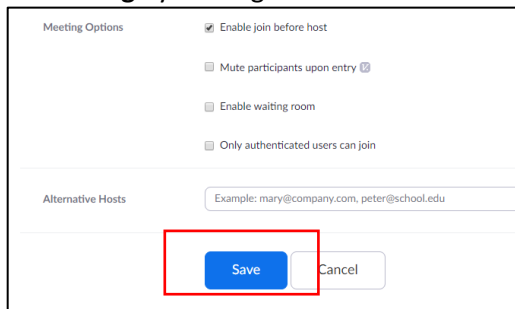 Meeting Options Enable join before host
Mute participants upon entry
Enable waiting room
Only authenticated users can join
Alternative Hosts Example: mary@company.com, peter@school.edu
Save Cancel